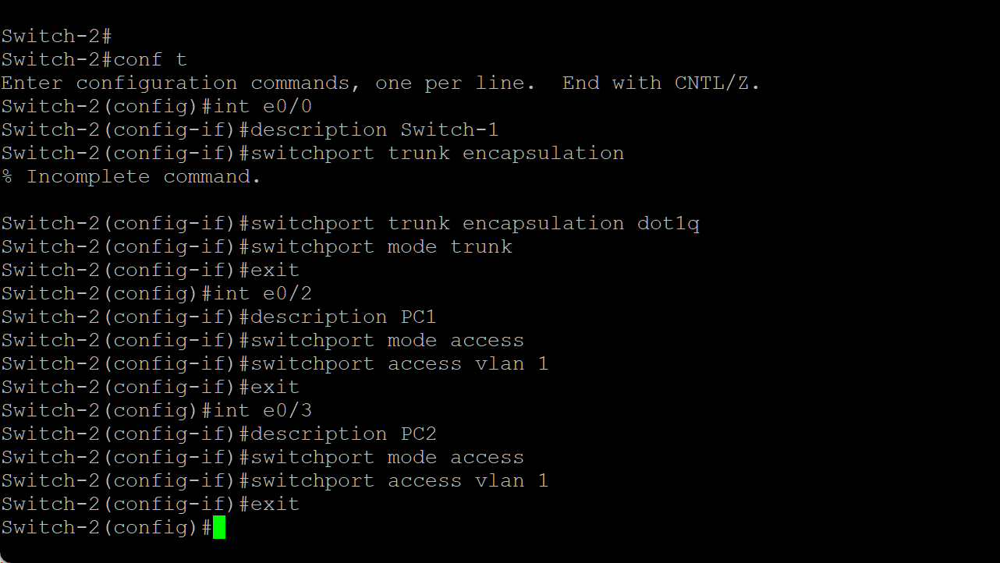 Switch-2#
Switch-2#conf t
Enter configuration commands, one per line.  End with CNTL/Z.
Switch-2(config)#int e0/0
Switch-2(config-if)#description Switch-1
Switch-2(config-if)#switchport trunk encapsulation
% Incomplete command.

Switch-2(config-if)#switchport trunk encapsulation dot1q
Switch-2(config-if)#switchport mode trunk
Switch-2(config-if)#exit
Switch-2(config)#int e0/2
Switch-2(config-if)#description PC1
Switch-2(config-if)#switchport mode access
Switch-2(config-if)#switchport access vlan 1
Switch-2(config-if)#exit
Switch-2(config)#int e0/3
Switch-2(config-if)#description PC2
Switch-2(config-if)#switchport mode access
Switch-2(config-if)#switchport access vlan 1
Switch-2(config-if)#exit
Switch-2(config)#